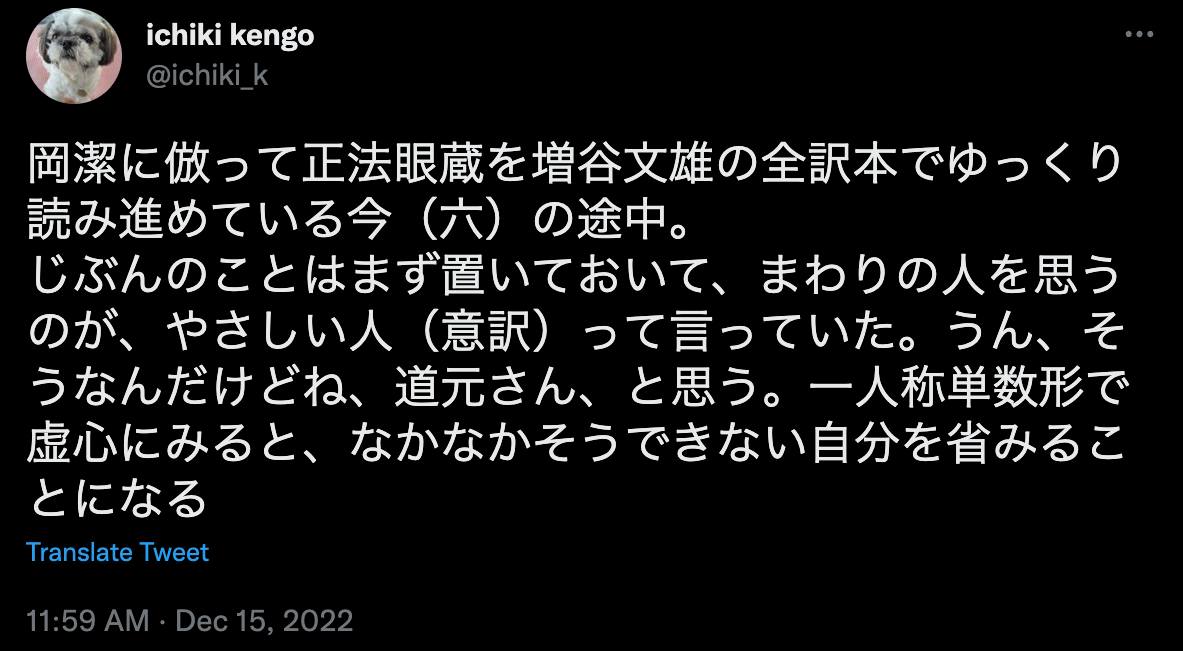 ichiki kengo
@ichiki_k
岡潔に倣って正法眼蔵を増谷文雄の全訳本でゆっくり
読み進めている今（六）の途中。
じぶんのことはまず置いておいて、まわりの人を思う
のが、やさしい人（意訳）って言っていた。うん、そ
うなんだけどね、道元さん、と思う。一人称単数形で
虚心にみると、なかなかそうできない自分を省みるこ
とになる
Translate Tweet
11:59 AM · Dec 15, 2022